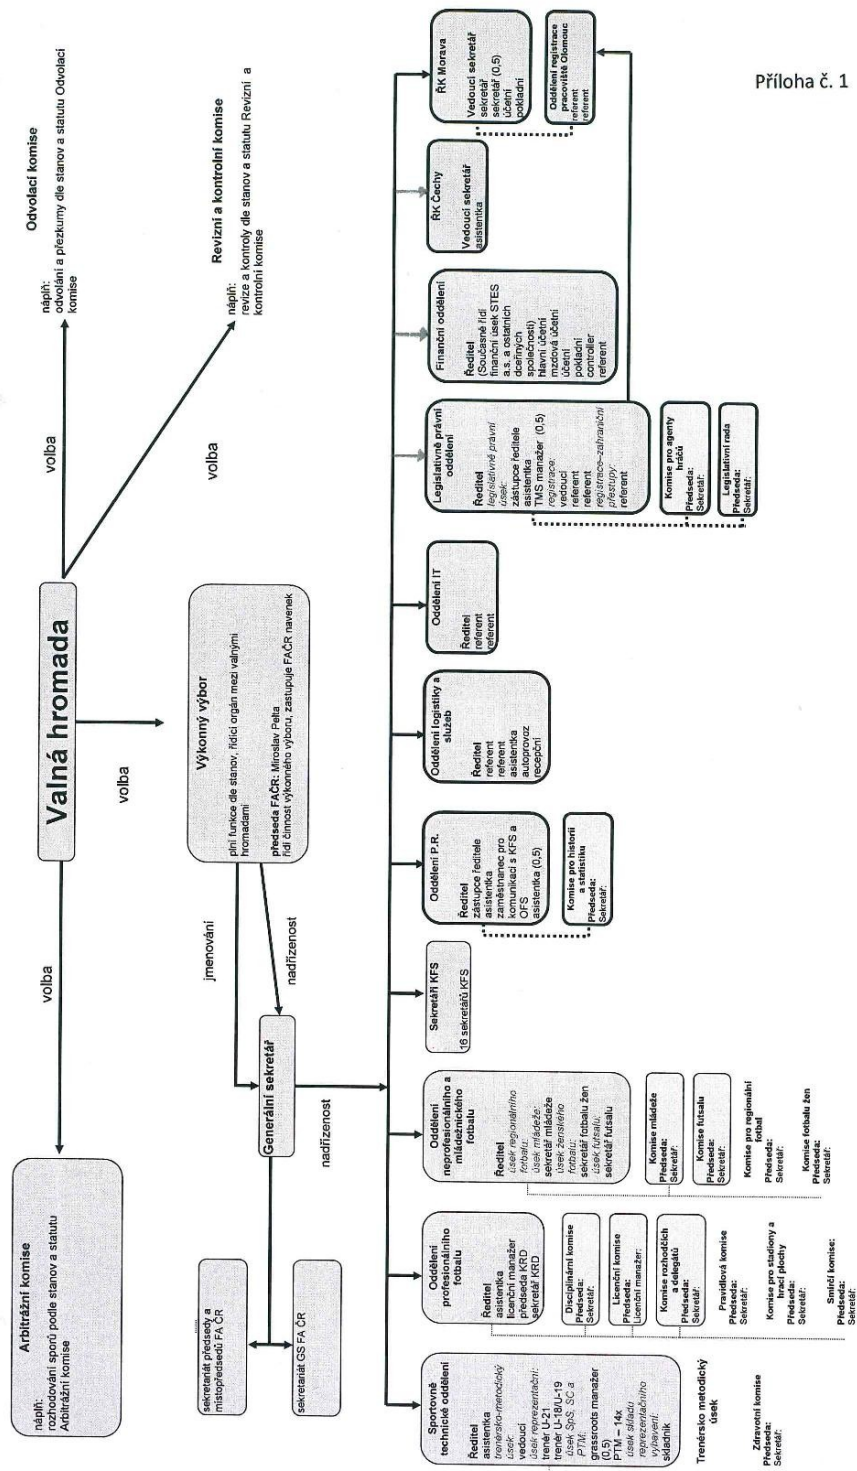 Příloha č. 1
Valná hromada
volba
volba
volba
volba
Arbitrážní komise
náplň:
rozhodování sporů podle stanov a statutu
Arbitrážní komise
Odvolací komise
náplň:
odvolání a přezkumy dle stanov a statutu Odvolací
komise
Revizní a kontrolní komise
náplň:
revize a kontroly dle stanov a statutu Revizní a
kontrolní komise
Výkonný výbor
plní funkce dle stanov, řídící orgán mezi valnými
hromadami
předseda FAČR: Miroslav Pelta
řídí činnost výkonného výboru, zastupuje FAČR navenek
jmenování
nadřízenost
Generální sekretář
nadřízenost
sekretariát předsedy a
místopředsedů FA ČR
sekretariát GS FA ČR
Sportovně
technické oddělení
Ředitel
asistentka
trenérsko-metodický
úsek:
vedoucí
úsek reprezentační:
trenér U-21
trenér U-18/U-19
úsek SpS, SC a
PTM:
grassroots manažer
(0,5)
PTM – 14x
úsek skladu
reprezentačního
vybavení:
skladník
Trenérsko metodický
úsek
Zdravotní komise
Předseda:
Sekretář:
Oddělení
profesionálního
fotbalu
Ředitel
asistentka
licenční manažer
předseda KRD
sekretář KRD
Disciplinární komise
Předseda:
Sekretář:
Licenční komise
Předseda:
Licenční manažer:
Komise rozhodčích
a delegátů
Předseda:
Sekretář:
Pravidlová komise
Předseda:
Sekretář:
Komise pro stadiony a
hrací plochy
Předseda:
Sekretář:
Smírčí komise:
Předseda:
Sekretář:
Oddělení
neprofesionálního a
mládežnického
fotbalu
Ředitel
úsek regionálního
fotbalu:
úsek mládeže:
sekretář mládeže
úsek ženského
fotbalu:
sekretář fotbalu žen
úsek futsalu:
sekretář futsalu
Komise mládeže
Předseda:
Sekretář:
Komise futsalu
Předseda:
Sekretář:
Komise pro regionální
fotbal
Předseda:
Sekretář:
Komise fotbalu žen
Předseda:
Sekretář:
Sekretáři KFS
16 sekretářů KFS
Oddělení P.R.
Ředitel
zástupce ředitele
asistentka
zaměstnanec pro
komunikaci s KFS a
OFS
asistentka (0,5)
Komise pro historii
a statistiku
Předseda:
Sekretář:
Oddělení logistiky a
služeb
Ředitel
referent
referent
asistentka
autoprovoz
recepční
Oddělení IT
Ředitel
referent
referent
Legislativně právní
oddělení
Ředitel
legislativně právní
úsek:
zástupce ředitele
asistentka
TMS manažer (0,5)
registrace:
vedoucí
referent
referent
registrace–zahraniční
přestupy:
referent
Komise pro agenty
hráčů
Předseda:
Sekretář:
Legislativní rada
Předseda:
Sekretář:
Finanční oddělení
Ředitel
(Současně řídí
finanční úsek STES
a.s. a ostatních
dceřiných
společností)
hlavní účetní
mzdová účetní
účetní
pokladní
controller
referent
ŘK Čechy
Vedoucí sekretář
asistentka
ŘK Morava
Vedoucí sekretář
sekretář
sekretář (0,5)
účetní
pokladní
Oddělení registrace
pracoviště Olomouc
referent
referent